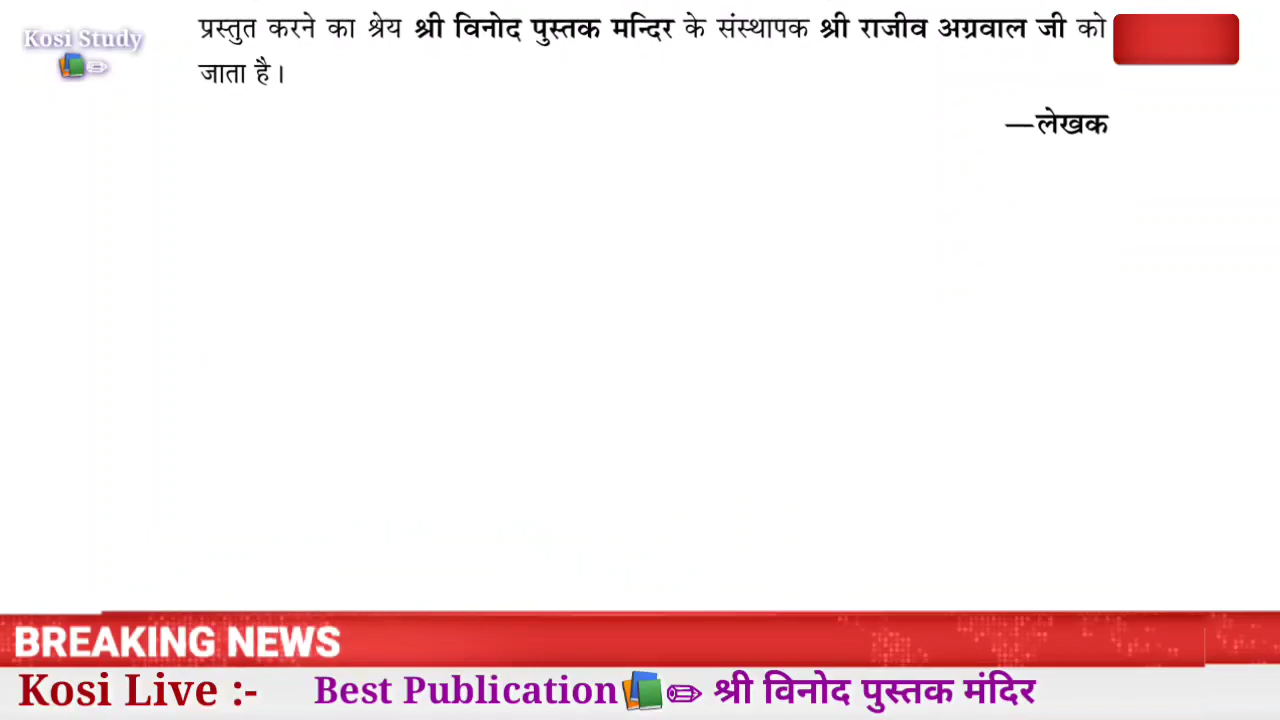 Kosi Study
प्रस्तुत करने का श्रेय श्री विनोद पुस्तक मन्दिर के संस्थापक श्री राजीव अग्रवाल जी को
जाता है।
—लेखक
BREAKING NEWS
Kosi Live :- Best Publication📚✏ श्री विनोद पुस्तक मंदिर